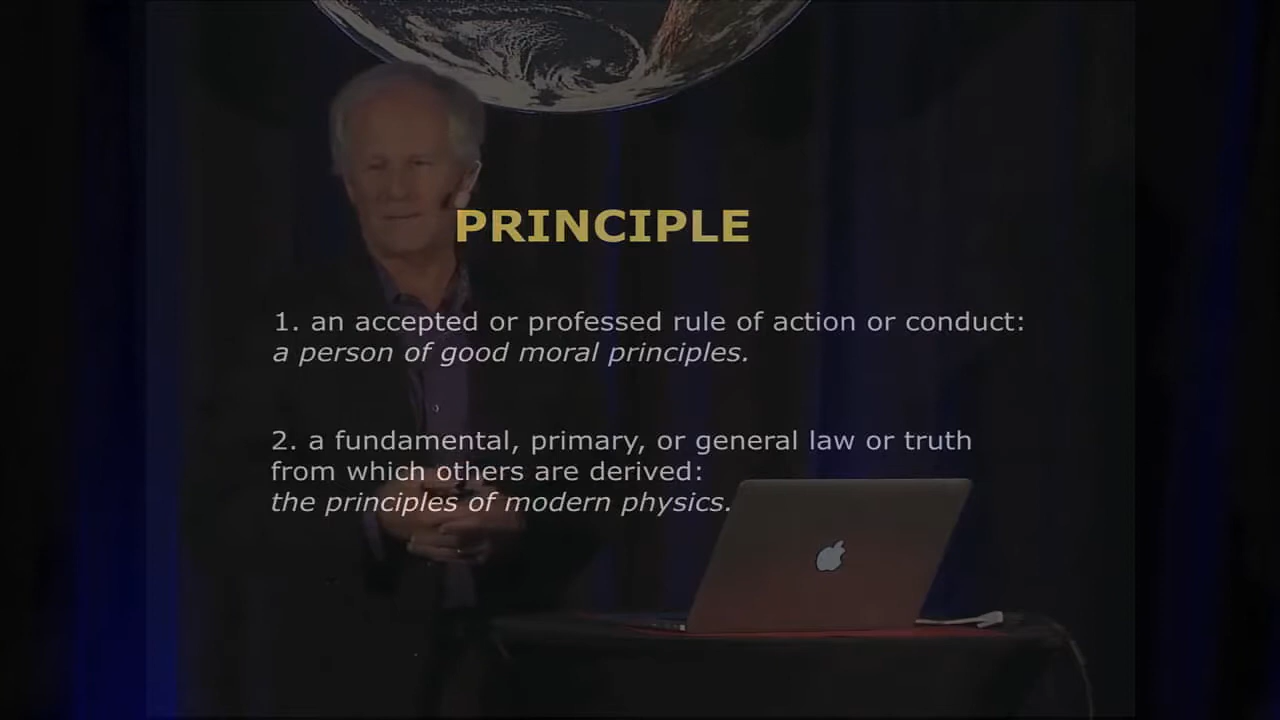 PRINCIPLE
1. an accepted or professed rule of action or conduct:
a person of good moral principles.
2. a fundamental, primary, or general law or truth
from which others are derived:
the principles of modern physics.